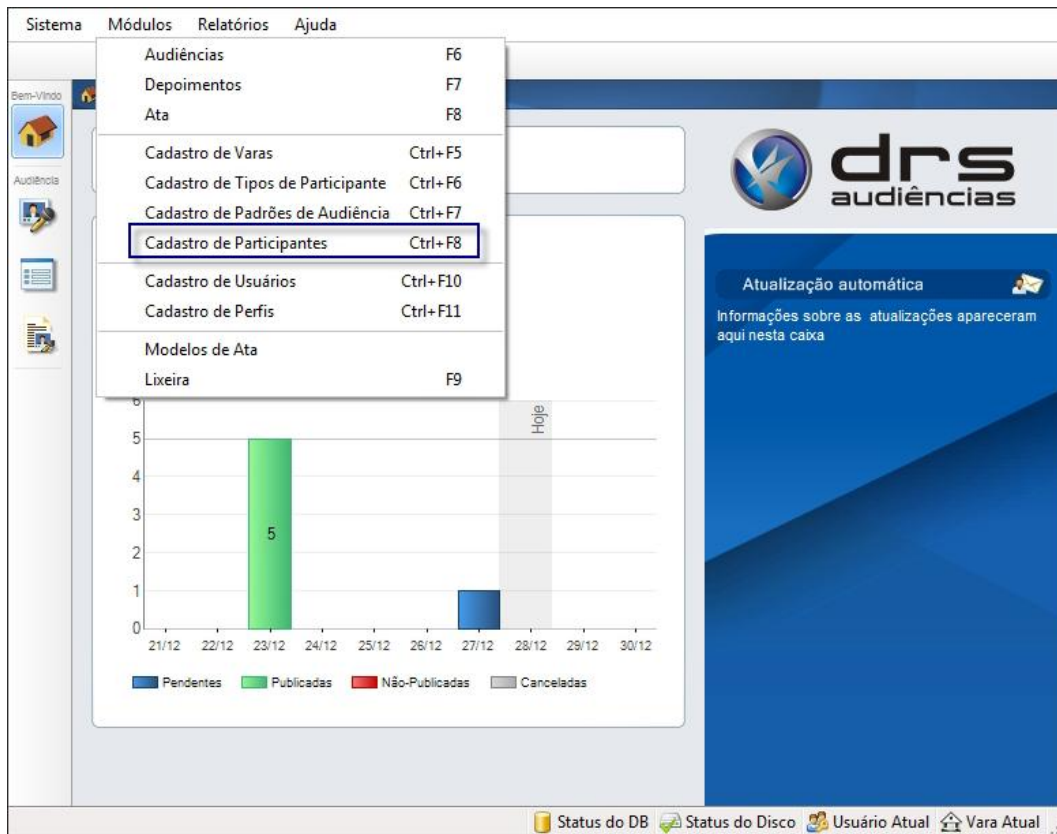 Sistema Módulos Relatórios Ajuda
Audiências F6
Depoimentos F7
Ata F8
Cadastro de Varas Ctrl+F5
Cadastro de Tipos de Participante Ctrl+F6
Cadastro de Padrões de Audiência Ctrl+F7
Cadastro de Participantes Ctrl+F8
Cadastro de Usuários Ctrl+F10
Cadastro de Perfis Ctrl+F11
Modelos de Ata
Lixeira F9
Bem-Vindo
Audiência
drs
audiências
Atualização automática
Informações sobre as atualizações apareceram
aqui nesta caixa
6
5
4
3
2
1
0
Hoje
5
21/12 22/12 23/12 24/12 25/12 26/12 27/12 28/12 29/12 30/12
Pendentes Publicadas Não-Publicadas Canceladas
Status do DB Status do Disco Usuário Atual Vara Atual